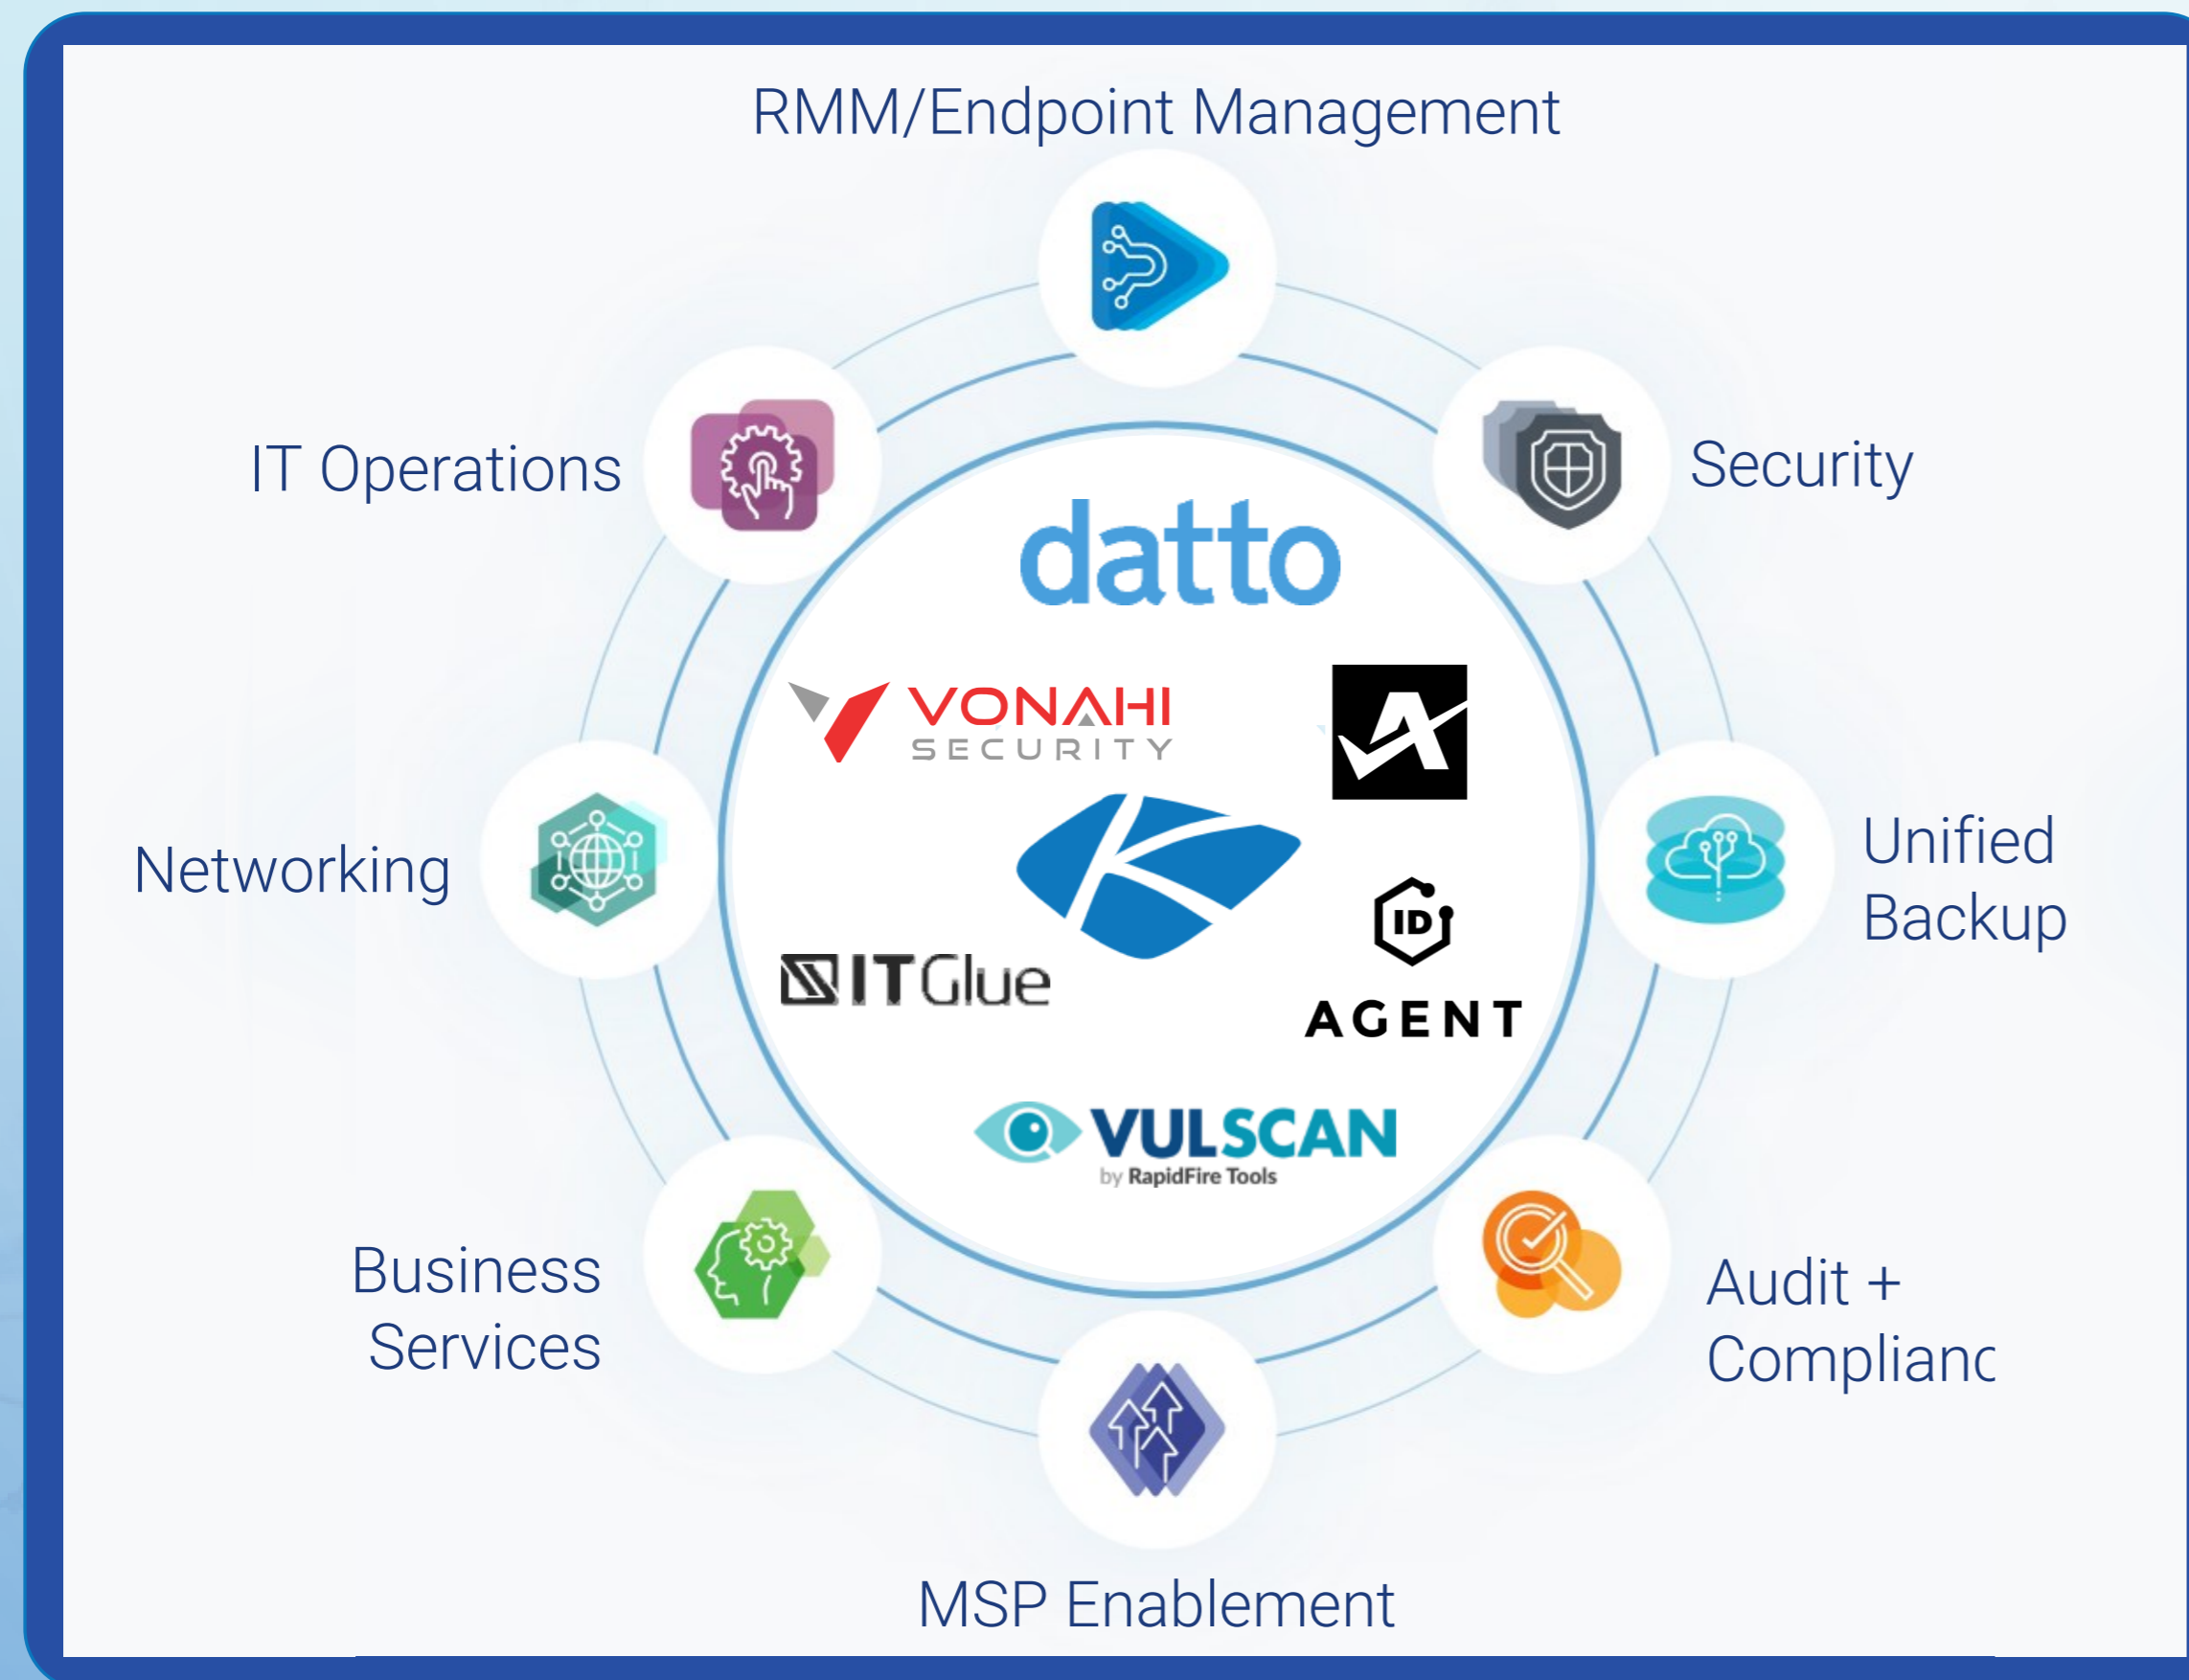 RMM/Endpoint Management
IT Operations
Security
datto
VONAHI
SECURITY
Networking
Unified
Backup
ID
AGENT
ITGlue
VULSCAN
by RapidFire Tools
Business
Services
Audit +
Complianc
MSP Enablement